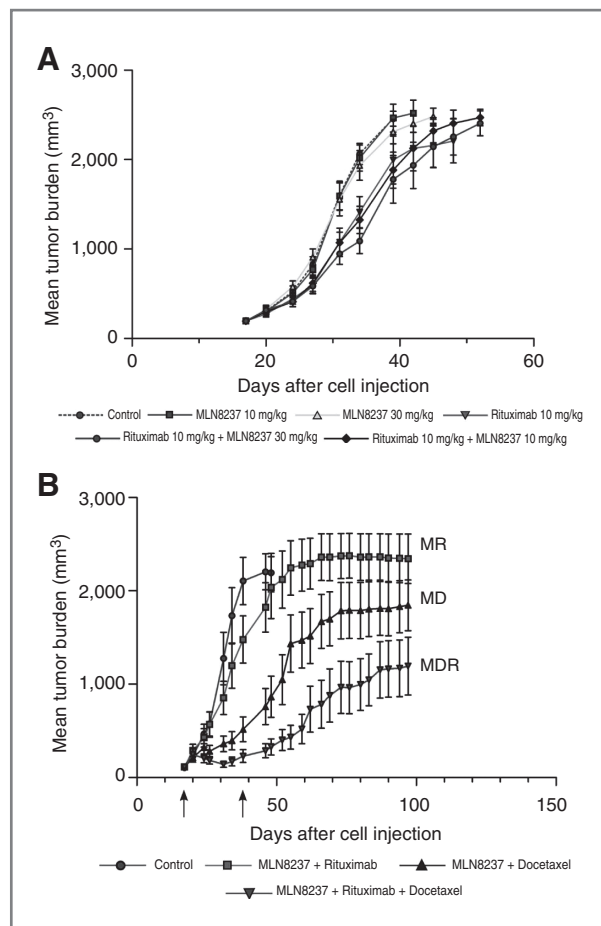 A
3,000
2,000
1,000
0
Mean tumor burden (mm³)
0 20 40 60
Days after cell injection
Control MLN8237 10 mg/kg MLN8237 30 mg/kg Rituximab 10 mg/kg
Rituximab 10 mg/kg + MLN8237 30 mg/kg Rituximab 10 mg/kg + MLN8237 10 mg/kg
B
3,000
2,000
1,000
0
Mean tumor burden (mm³)
MR
MD
MDR
0 50 100 150
Days after cell injection
Control MLN8237 + Rituximab MLN8237 + Docetaxel
MLN8237 + Rituximab + Docetaxel